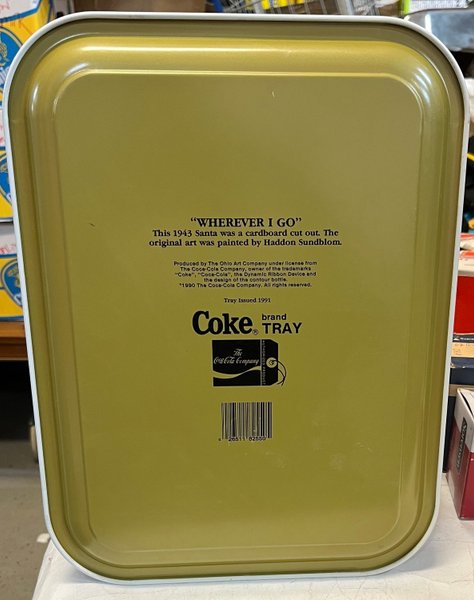 “WHEREVER I GO”
This 1943 Santa was a cardboard cut out. The
original art was painted by Haddon Sundblom.
Produced by The Ohio Art Company under license from
The Coca-Cola Company, owner of the trademarks
“Coke”, “Coca-Cola”, the Dynamic Ribbon Device and
the design of the contour bottle.
©1990 The Coca-Cola Company. All rights reserved.
Tray Issued 1991
Coke® brand
TRAY
The
Coca-Cola Company